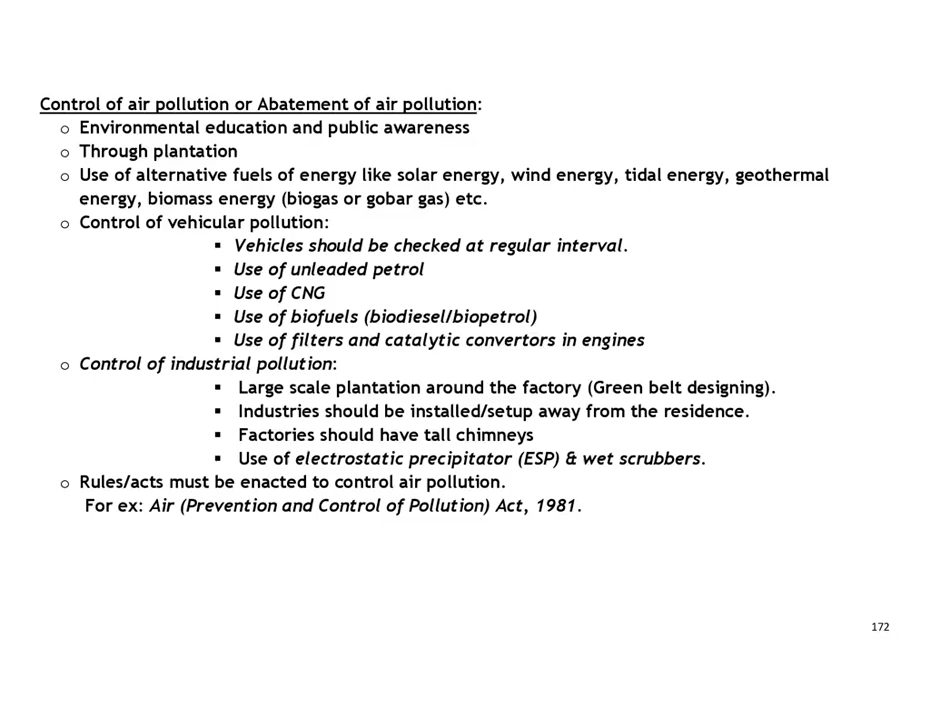 Control of air pollution or Abatement of air pollution:
o Environmental education and public awareness
o Through plantation
o Use of alternative fuels of energy like solar energy, wind energy, tidal energy, geothermal
energy, biomass energy (biogas or gobar gas) etc.
o Control of vehicular pollution:
▪ Vehicles should be checked at regular interval.
▪ Use of unleaded petrol
▪ Use of CNG
▪ Use of biofuels (biodiesel/biopetrol)
▪ Use of filters and catalytic convertors in engines
o Control of industrial pollution:
▪ Large scale plantation around the factory (Green belt designing).
▪ Industries should be installed/setup away from the residence.
▪ Factories should have tall chimneys
▪ Use of electrostatic precipitator (ESP) & wet scrubbers.
o Rules/acts must be enacted to control air pollution.
For ex: Air (Prevention and Control of Pollution) Act, 1981.
172